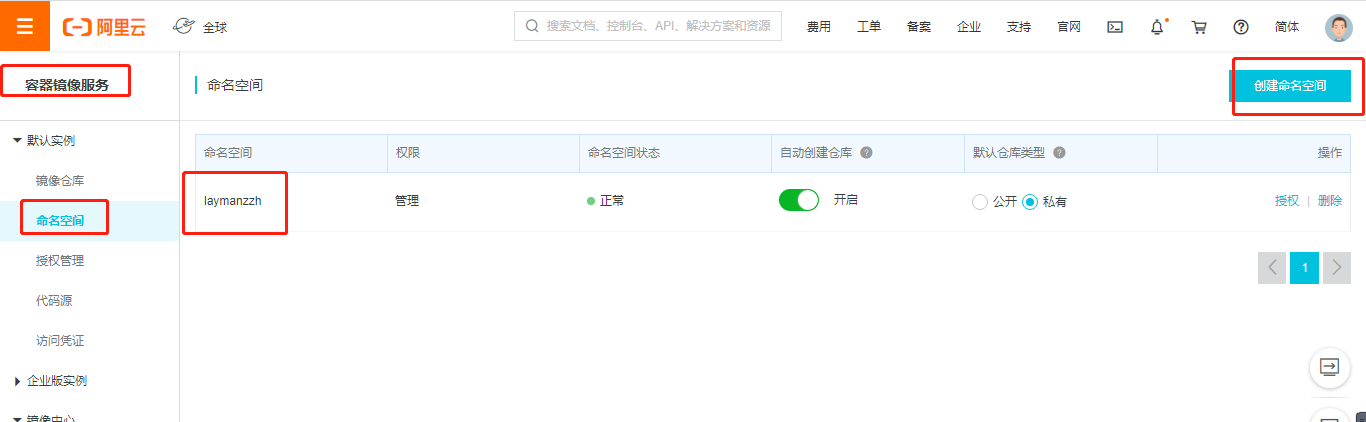 阿里云 全球 搜索文档、控制台、API、解决方案和资源 费用 工单 备案 企业 支持 官网 简体
容器镜像服务
命名空间 创建命名空间
默认实例
镜像仓库
命名空间
授权管理
代码源
访问凭证
企业版实例
镜像中心
命名空间 权限 命名空间状态 自动创建仓库 默认仓库类型 操作
laymanzzh 管理 正常 开启 公开 私有 授权 | 删除
1